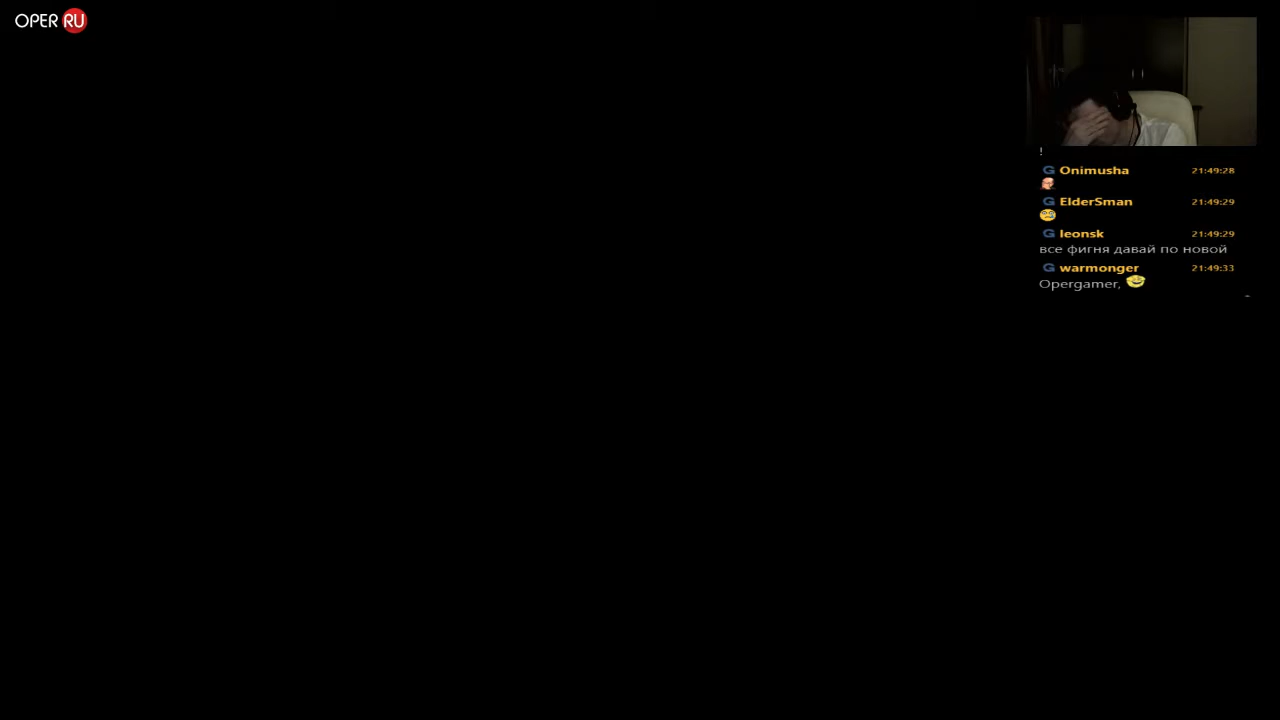 OPER RU
!
G Onimusha 21:49:28
G ElderSman 21:49:29
G leonsk 21:49:29
все фигня давай по новой
G warmonger 21:49:33
Opergamer,